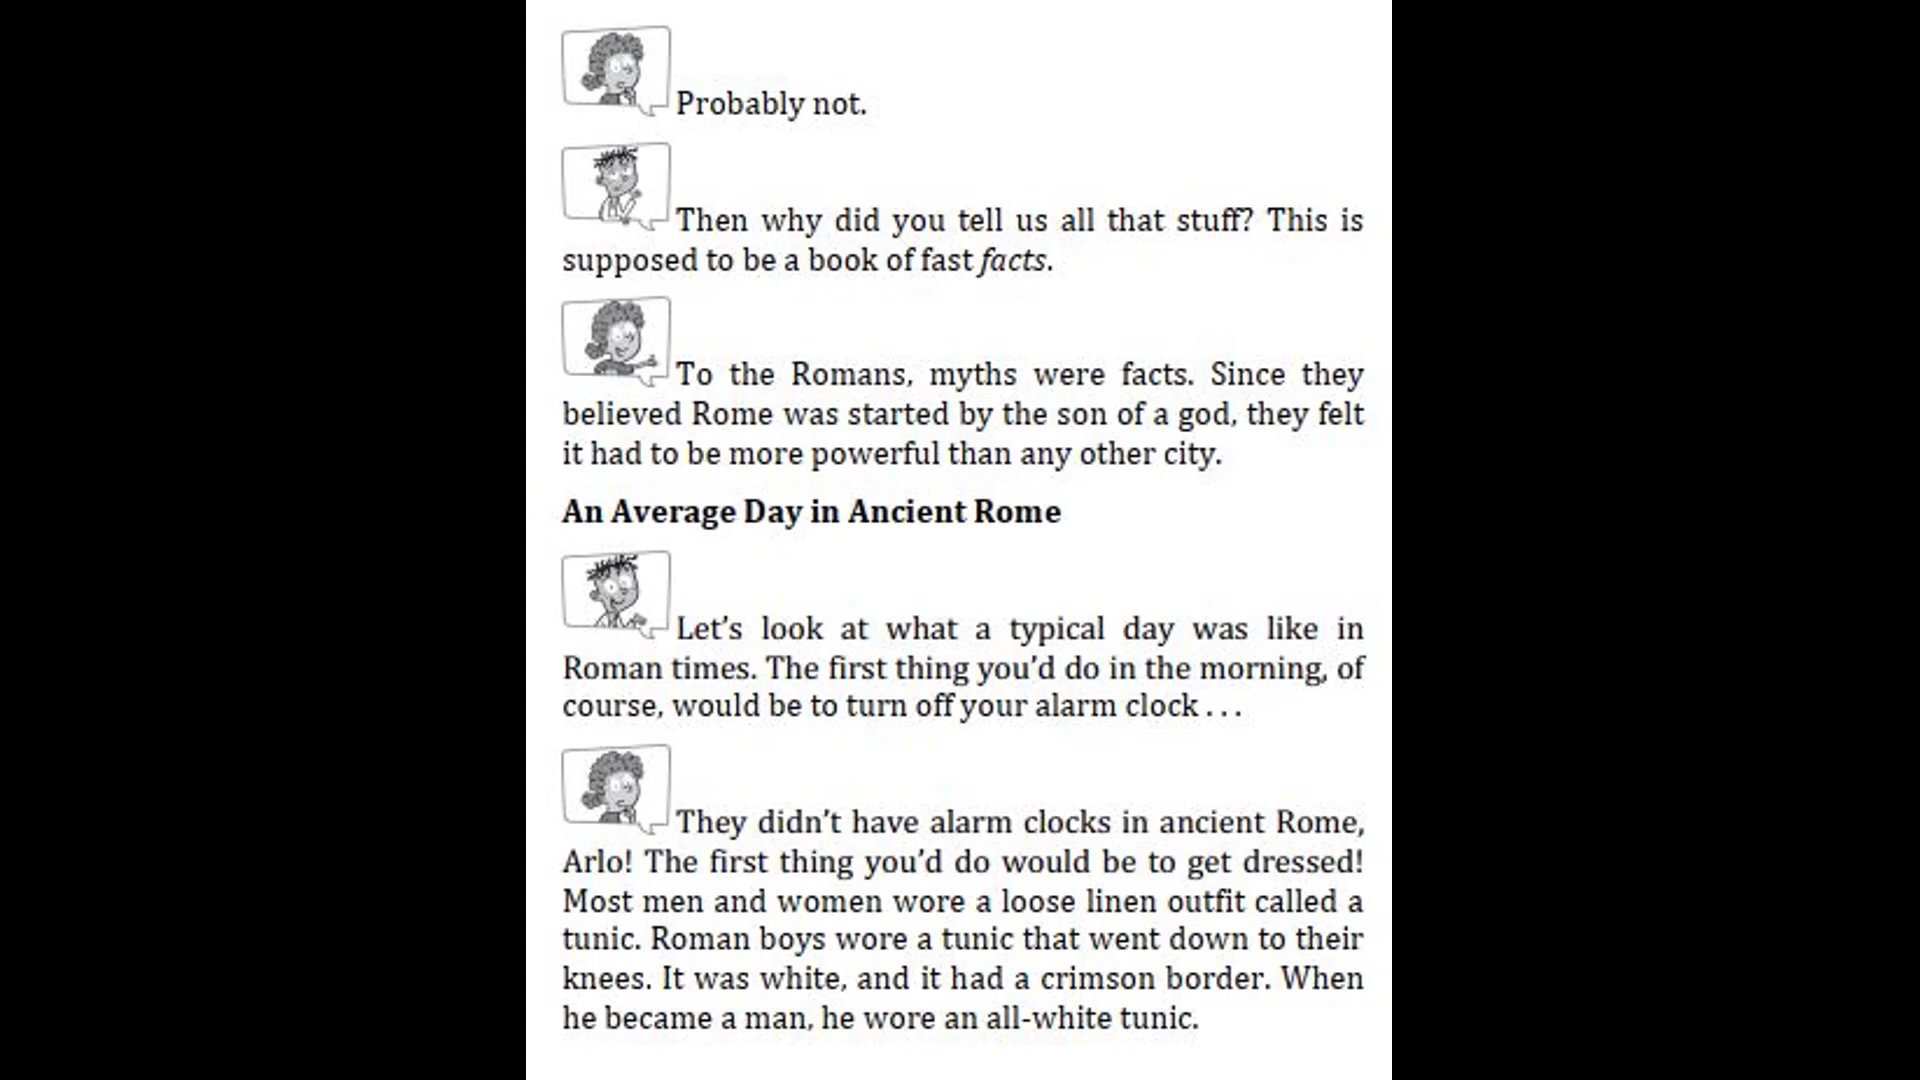 Probably not.
Then why did you tell us all that stuff? This is
supposed to be a book of fast facts.
To the Romans, myths were facts. Since they
believed Rome was started by the son of a god, they felt
it had to be more powerful than any other city.
An Average Day in Ancient Rome
Let’s look at what a typical day was like in
Roman times. The first thing you’d do in the morning, of
course, would be to turn off your alarm clock . . .
They didn’t have alarm clocks in ancient Rome,
Arlo! The first thing you’d do would be to get dressed!
Most men and women wore a loose linen outfit called a
tunic. Roman boys wore a tunic that went down to their
knees. It was white, and it had a crimson border. When
he became a man, he wore an all-white tunic.